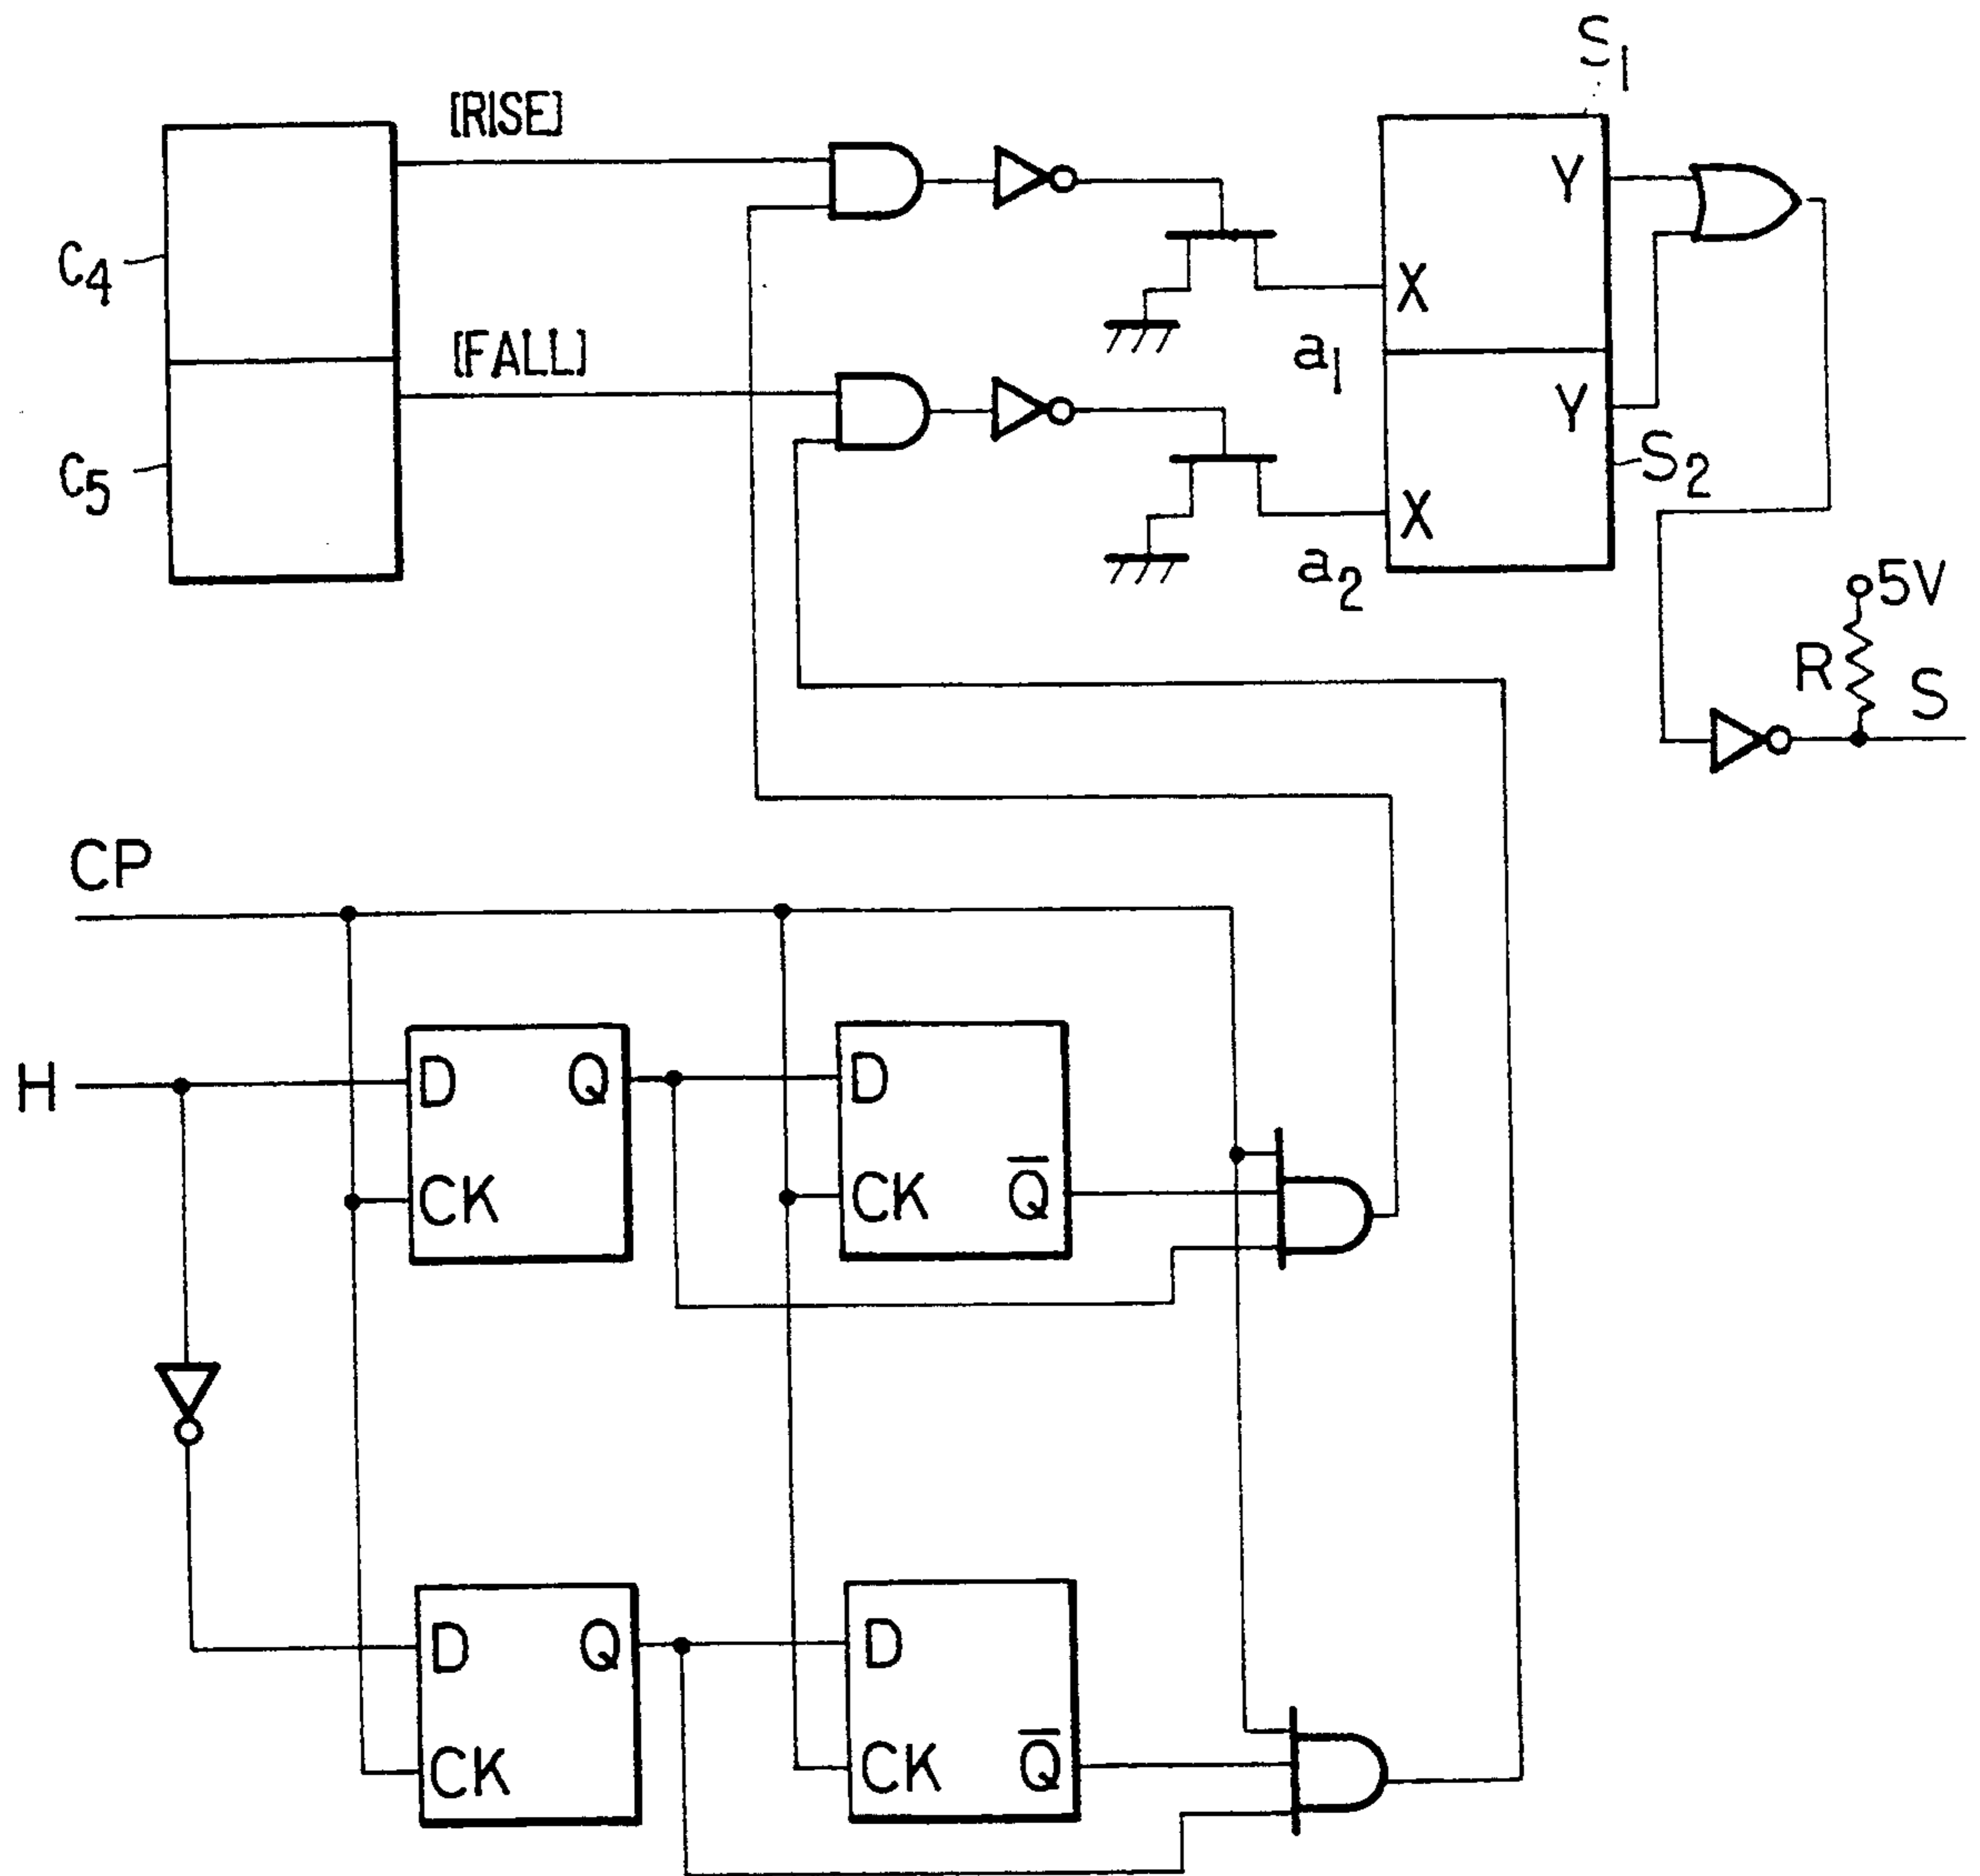 S1
[RISE]
Y
C4
X
[FALL]
a1
Y
C5
S2
X
a2
5V
R
S
CP
H
D
Q
D
CK
CK
Q̅
D
Q
D
CK
CK
Q̅